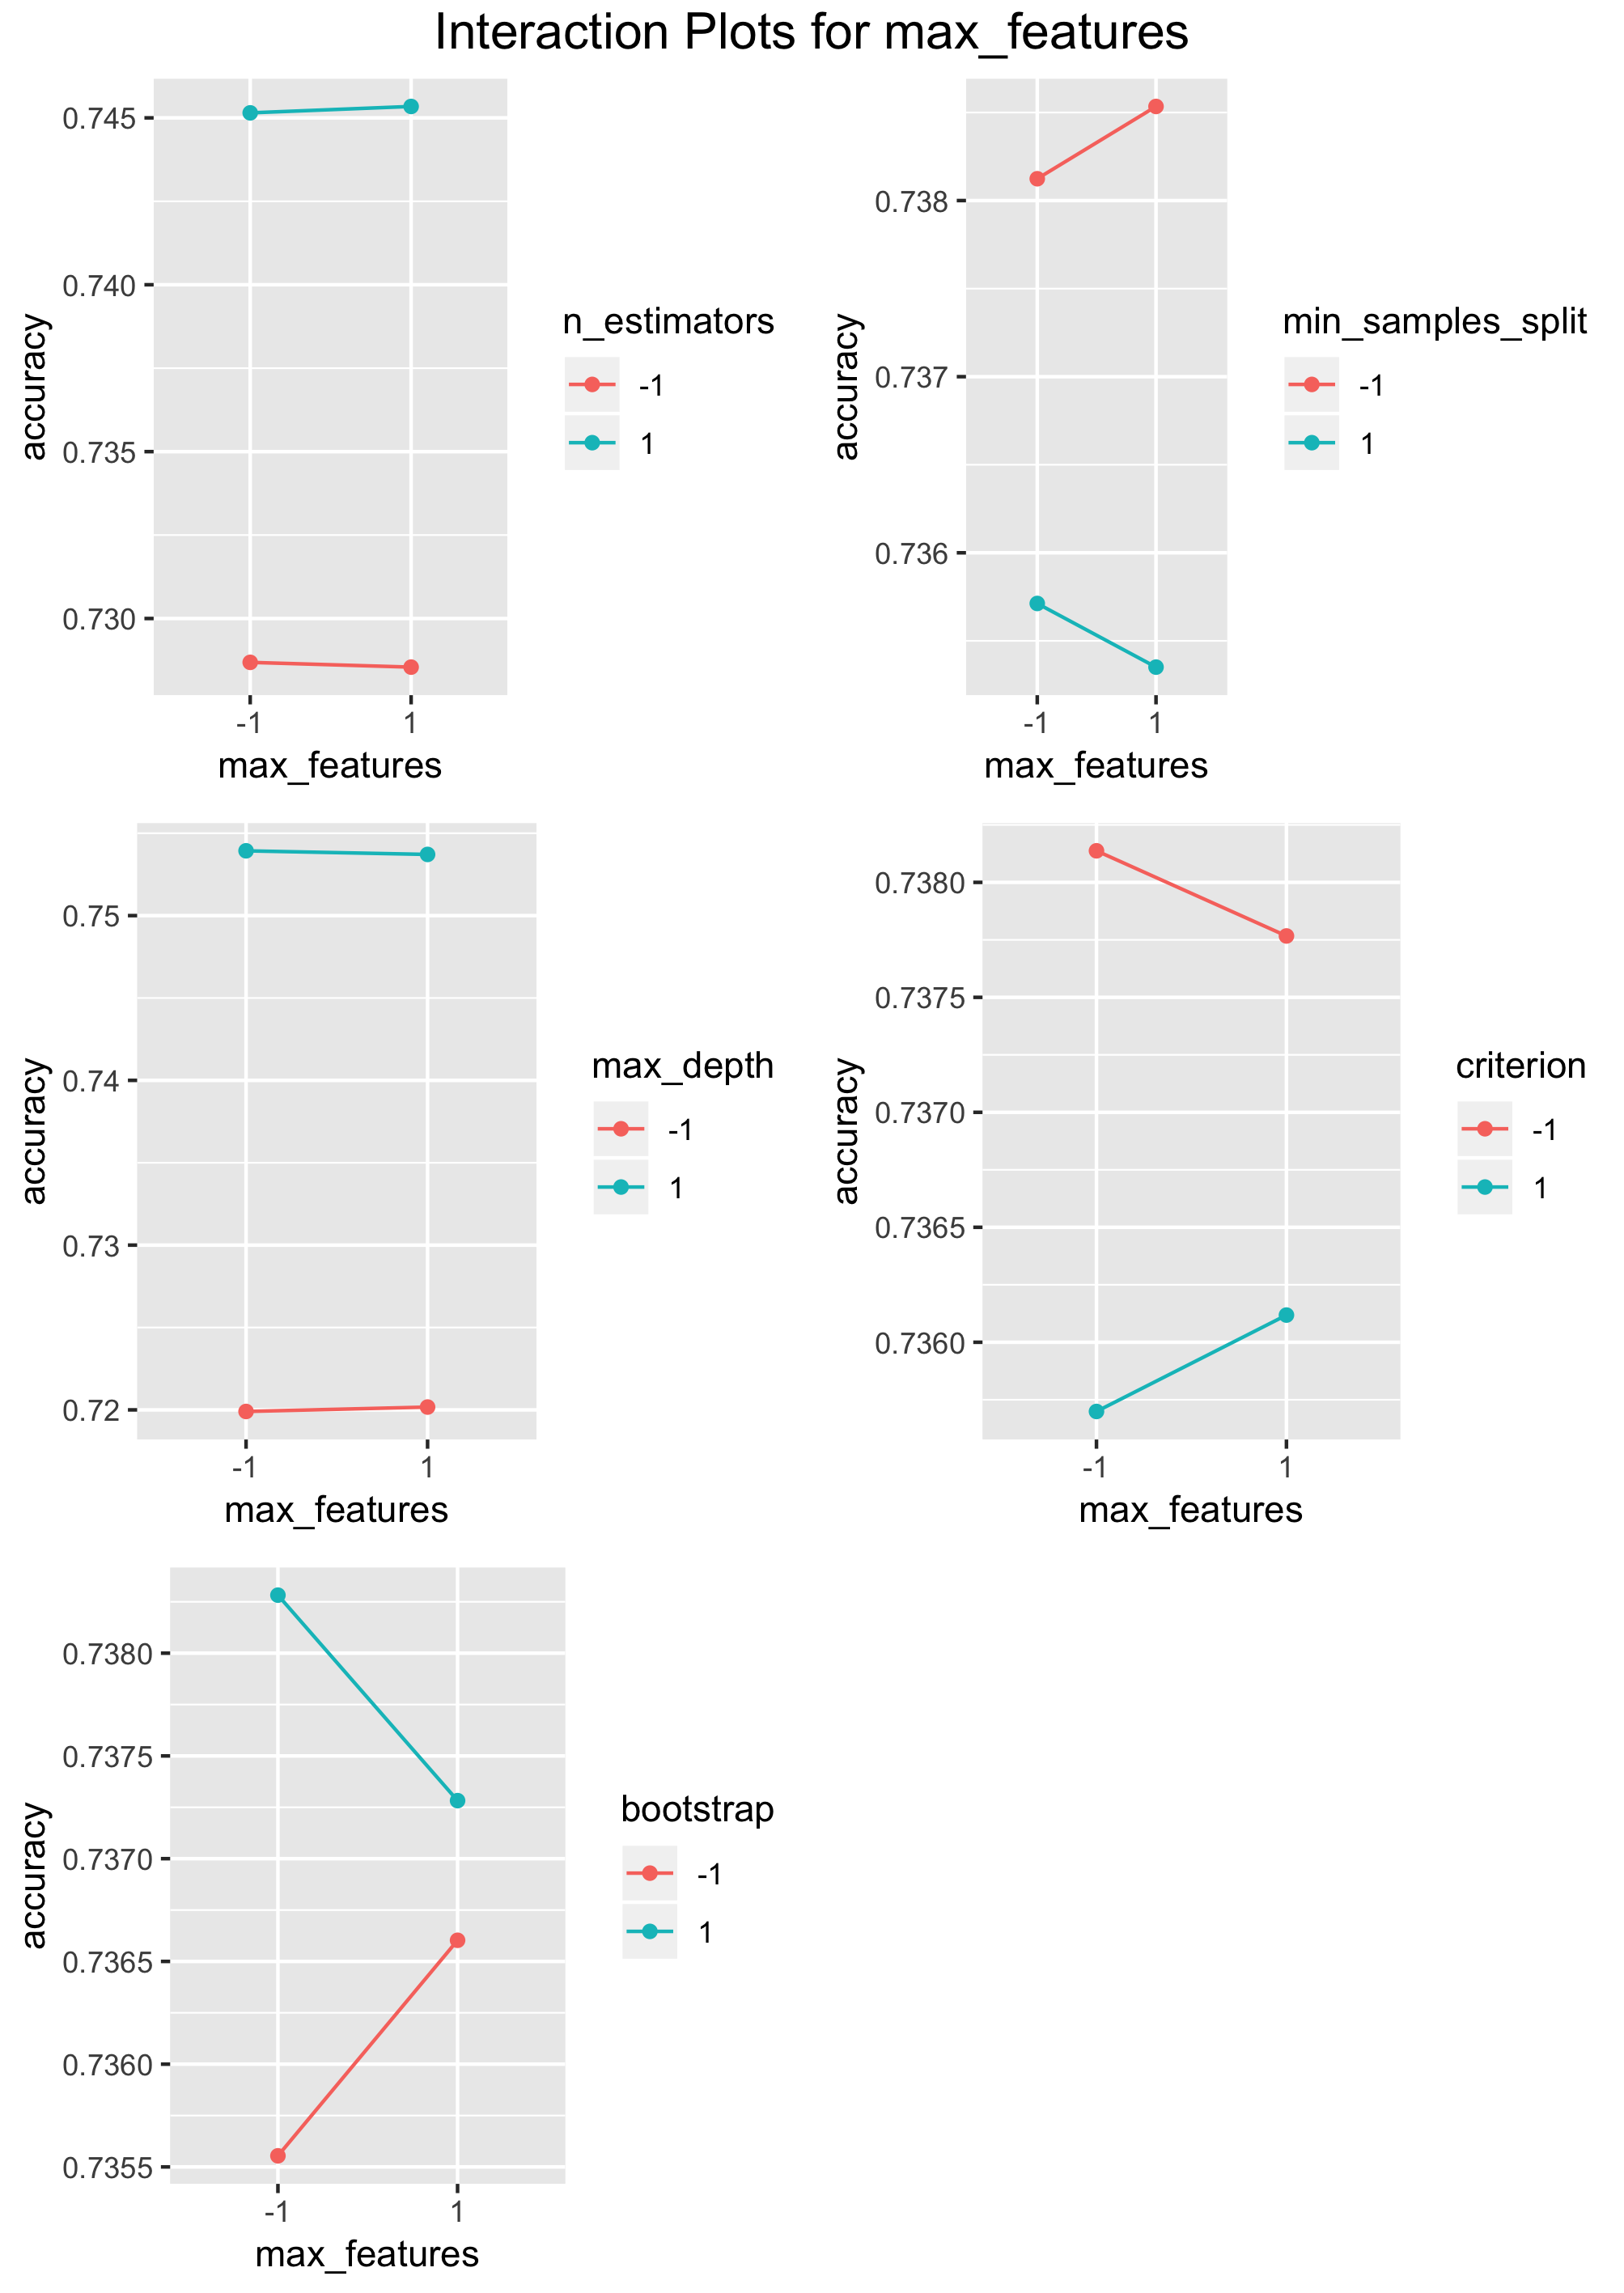 Interaction Plots for max_features
0.745
0.740
0.735
0.730
accuracy
-1 1
max_features
n_estimators
-1
1
0.738
0.737
0.736
accuracy
-1 1
max_features
min_samples_split
-1
1
0.75
0.74
0.73
0.72
accuracy
-1 1
max_features
max_depth
-1
1
0.7380
0.7375
0.7370
0.7365
0.7360
accuracy
-1 1
max_features
criterion
-1
1
0.7380
0.7375
0.7370
0.7365
0.7360
0.7355
accuracy
-1 1
max_features
bootstrap
-1
1